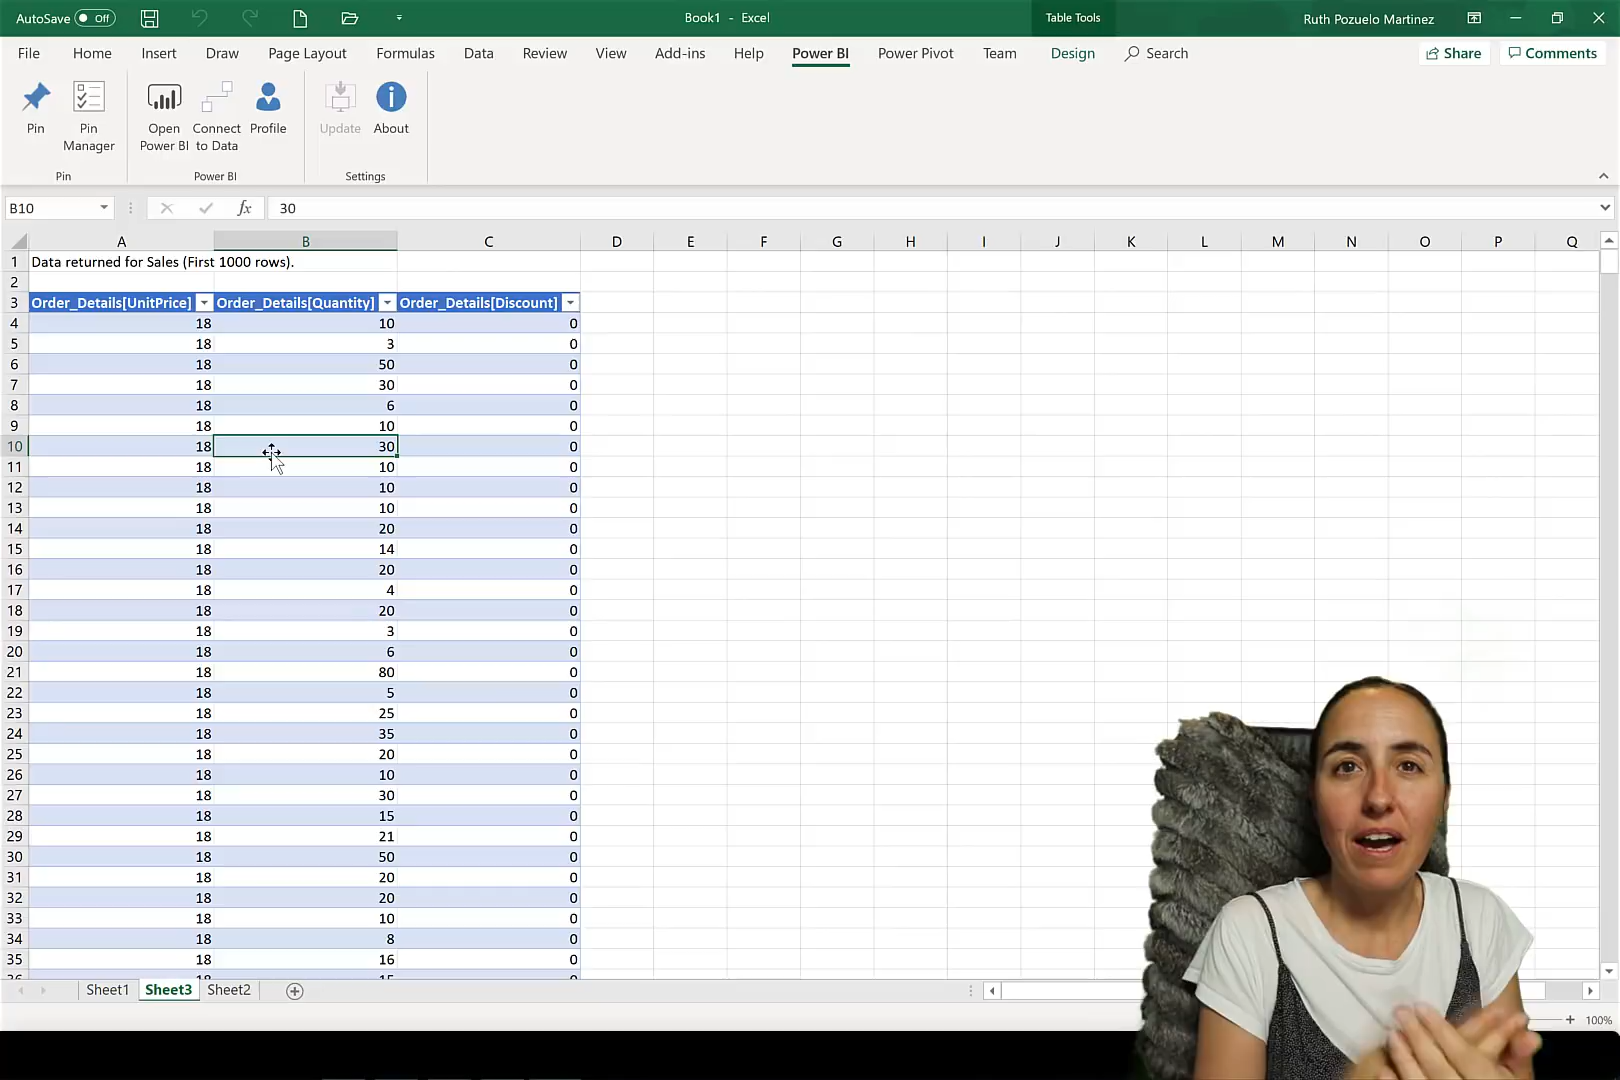 AutoSave Off Book1 - Excel Table Tools Ruth Pozuelo Martinez
File Home Insert Draw Page Layout Formulas Data Review View Add-ins Help Power BI Power Pivot Team Design Search Share Comments
Pin Pin Manager Open Power BI Connect to Data Profile Update About
Pin Power BI Settings
B10 fx 30
A B C D E F G H I J K L M N O P Q
1 Data returned for Sales (First 1000 rows).
2
3 Order_Details[UnitPrice] Order_Details[Quantity] Order_Details[Discount]
4 18 10 0
5 18 3 0
6 18 50 0
7 18 30 0
8 18 6 0
9 18 10 0
10 18 30 0
11 18 10 0
12 18 10 0
13 18 10 0
14 18 20 0
15 18 14 0
16 18 20 0
17 18 4 0
18 18 20 0
19 18 3 0
20 18 6 0
21 18 80 0
22 18 5 0
23 18 25 0
24 18 35 0
25 18 20 0
26 18 10 0
27 18 30 0
28 18 15 0
29 18 21 0
30 18 50 0
31 18 20 0
32 18 20 0
33 18 10 0
34 18 8 0
35 18 16 0
Sheet1 Sheet3 Sheet2
100%